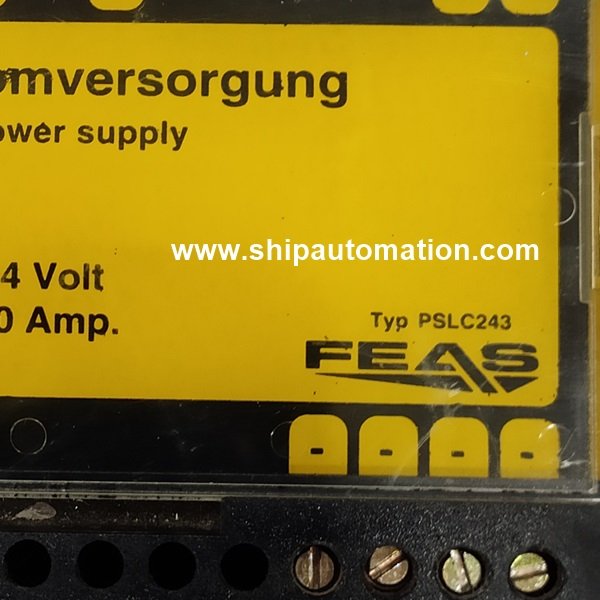 omversorgung
ower supply
www.shipautomation.com
4 Volt
0 Amp.
Typ PSLC243
FEAS
- - - -